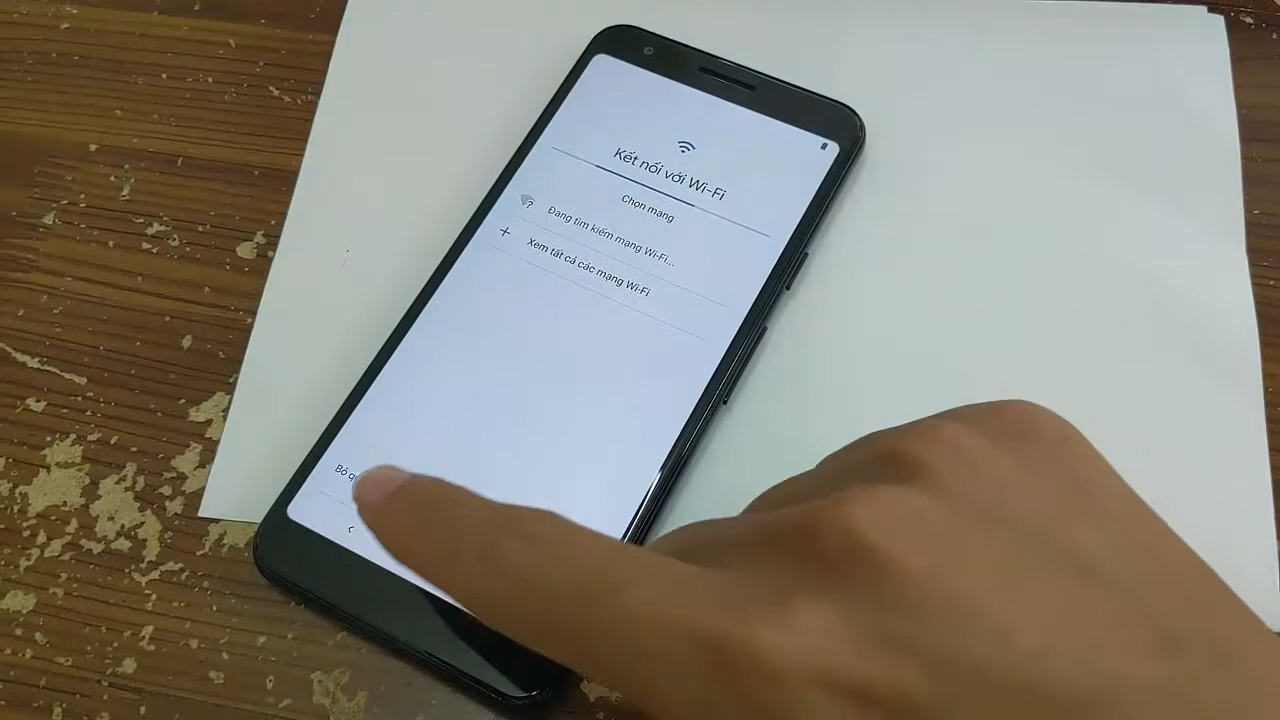 Kết nối với Wi-Fi
Chọn mạng
Đang tìm kiếm mạng Wi-Fi...
Xem tất cả các mạng Wi-Fi
Bỏ